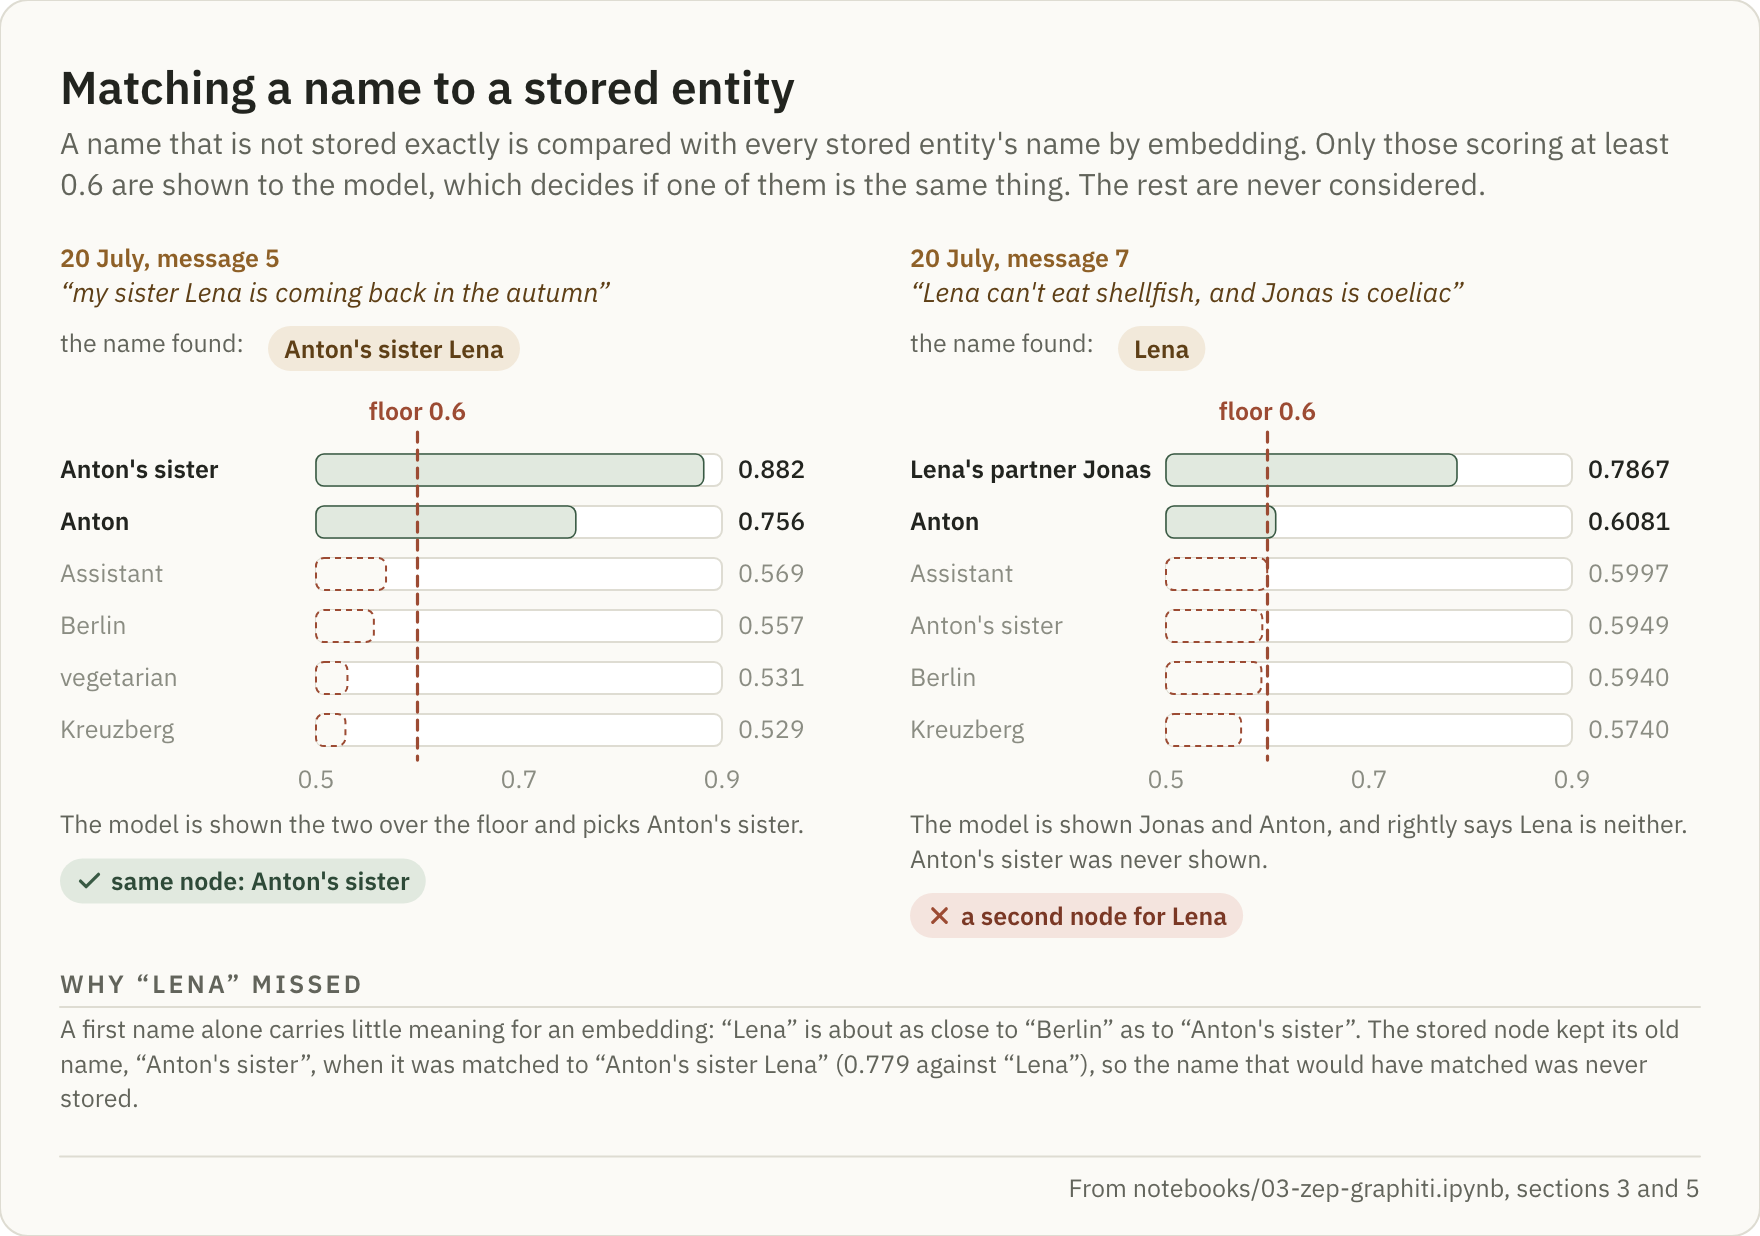 Matching a name to a stored entity
A name that is not stored exactly is compared with every stored entity's name by embedding. Only those scoring at least
0.6 are shown to the model, which decides if one of them is the same thing. The rest are never considered.
20 July, message 5
“my sister Lena is coming back in the autumn”
the name found: Anton's sister Lena
floor 0.6
Anton's sister 0.882
Anton 0.756
Assistant 0.569
Berlin 0.557
vegetarian 0.531
Kreuzberg 0.529
0.5 0.7 0.9
The model is shown the two over the floor and picks Anton's sister.
✓ same node: Anton's sister
20 July, message 7
“Lena can't eat shellfish, and Jonas is coeliac”
the name found: Lena
floor 0.6
Lena's partner Jonas 0.7867
Anton 0.6081
Assistant 0.5997
Anton's sister 0.5949
Berlin 0.5940
Kreuzberg 0.5740
0.5 0.7 0.9
The model is shown Jonas and Anton, and rightly says Lena is neither.
Anton's sister was never shown.
✕ a second node for Lena
WHY “LENA” MISSED
A first name alone carries little meaning for an embedding: “Lena” is about as close to “Berlin” as to “Anton's sister”. The stored node kept its old
name, “Anton's sister”, when it was matched to “Anton's sister Lena” (0.779 against “Lena”), so the name that would have matched was never
stored.
From notebooks/03-zep-graphiti.ipynb, sections 3 and 5